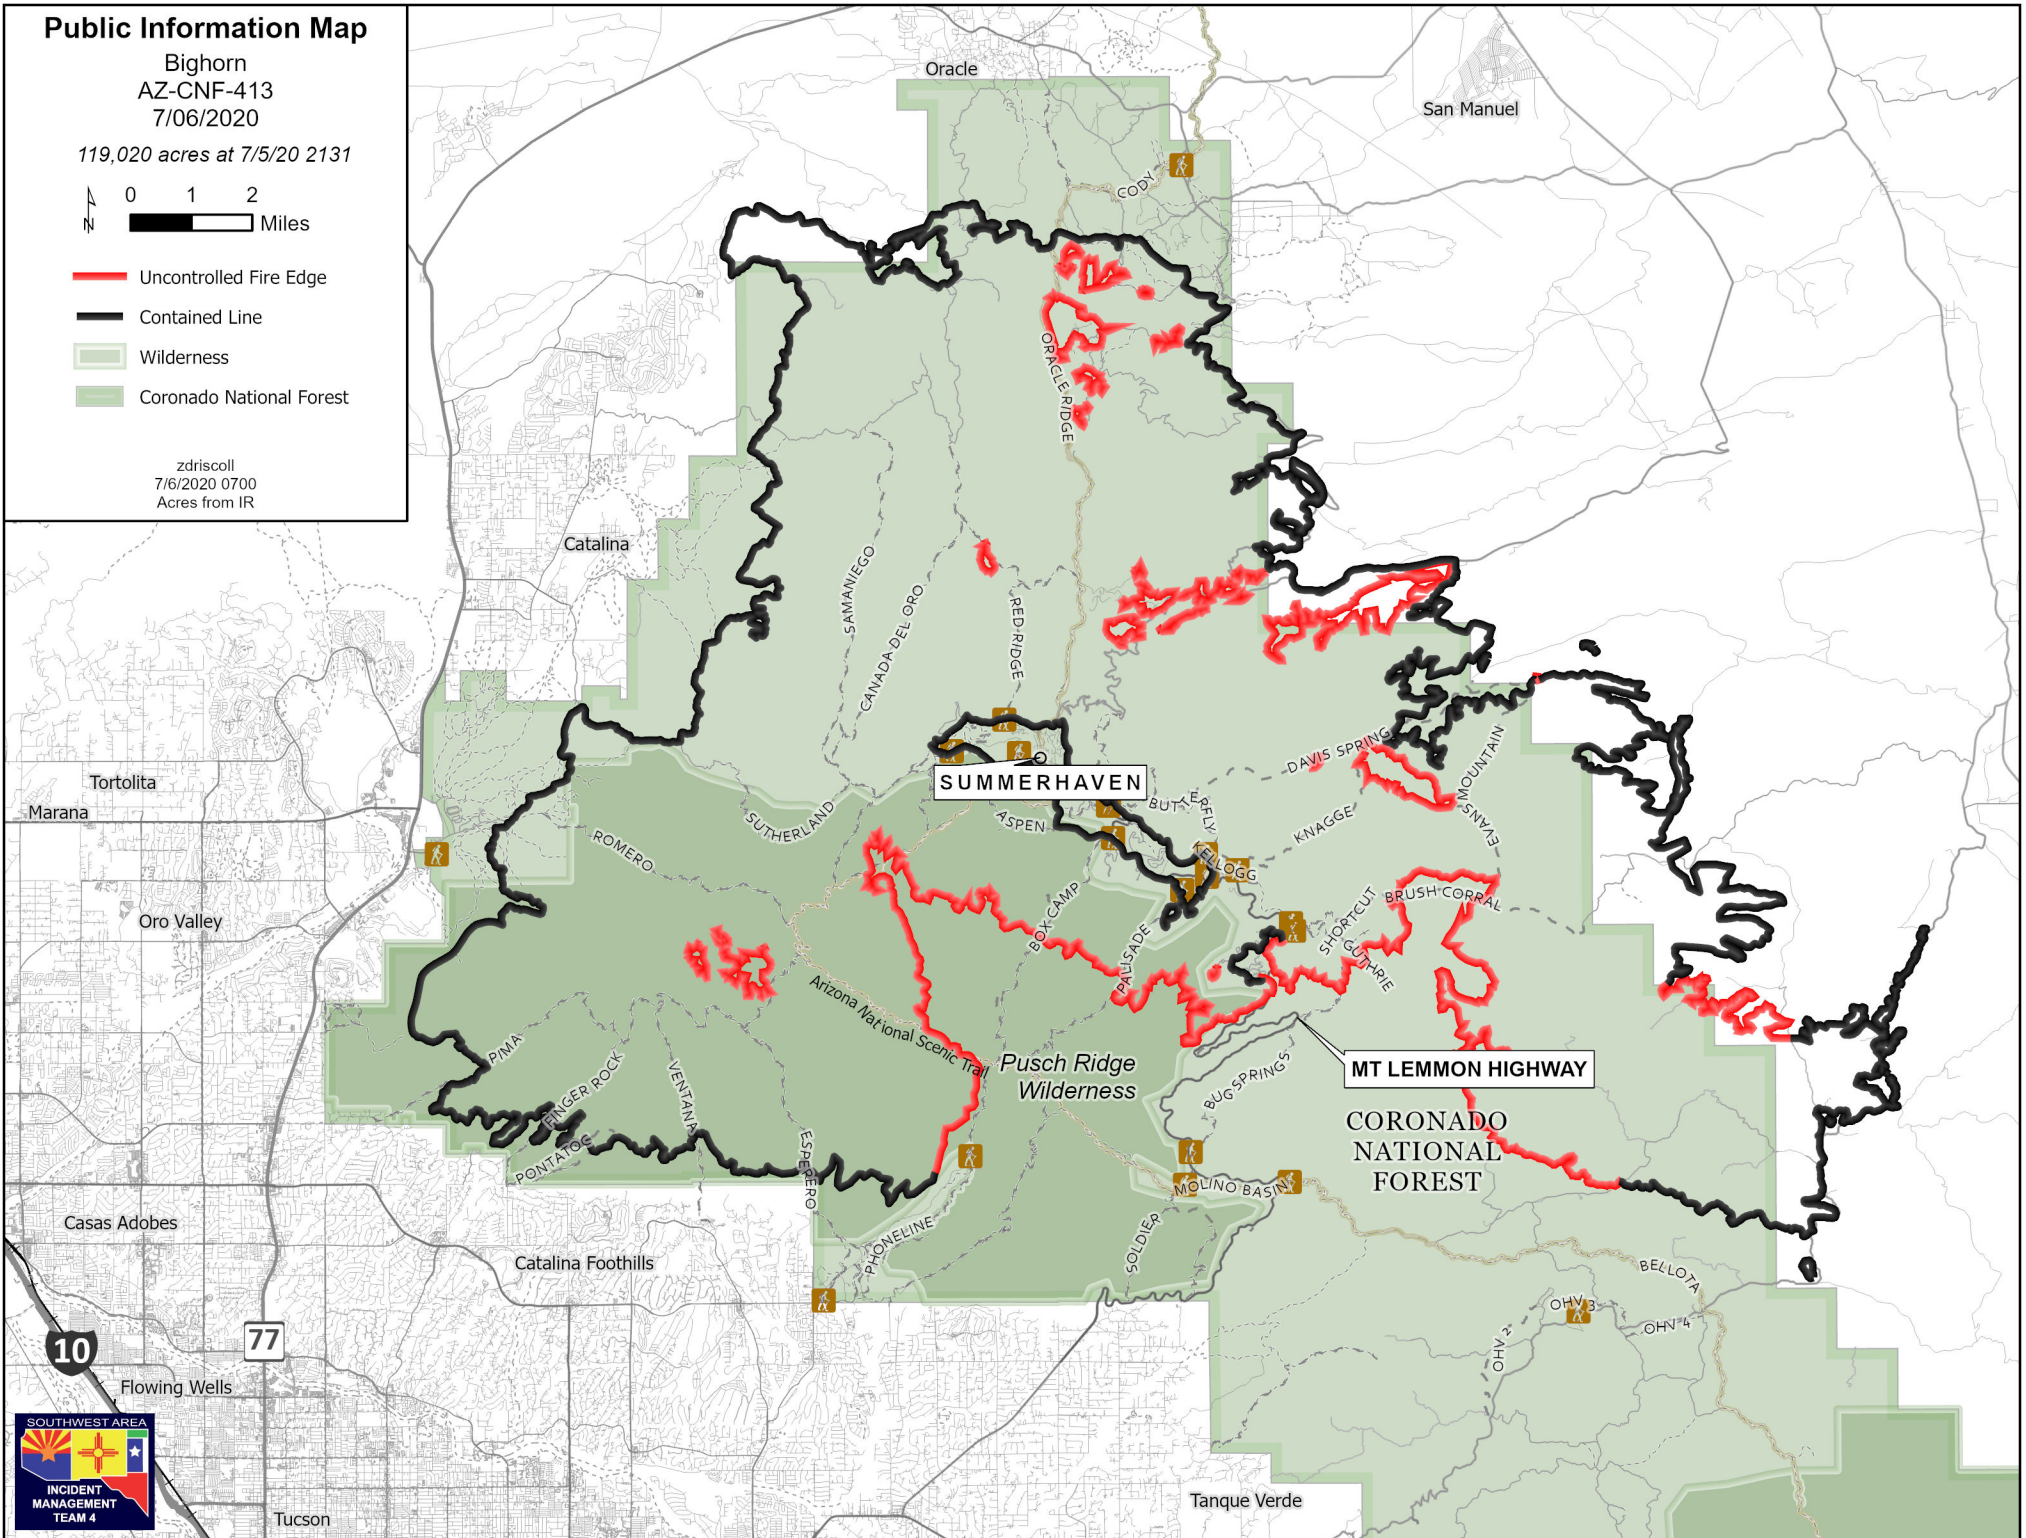 Public Information Map
Bighorn
AZ-CNF-413
7/06/2020
119,020 acres at 7/5/20 2131
0 1 2
Miles
N
Uncontrolled Fire Edge
Contained Line
Wilderness
Coronado National Forest
zdriscoll
7/6/2020 0700
Acres from IR
Oracle
San Manuel
CODY
ORACLE RIDGE
Catalina
SAMANIEGO
CANADA DEL ORO
RED RIDGE
DAVIS SPRING
EVANS MOUNTAIN
Tortolita
Marana
SUMMERHAVEN
SUTHERLAND
ASPEN
BUTTERFLY
KNAGGE
ROMERO
KELLOGG
BRUSH CORRAL
Oro Valley
BOX CAMP
PALISADE
SHORTCUT
GUTHRIE
Arizona National Scenic Trail
PIMA
FINGER ROCK
VENTANA
Pusch Ridge
Wilderness
BUG SPRINGS
MT LEMMON HIGHWAY
CORONADO
NATIONAL
FOREST
PONTATOC
ESPERERO
MOLINO BASIN
Casas Adobes
Catalina Foothills
PHONELINE
SOLDIER
BELLOTA
OHV 3
OHV 4
OHV 2
10
77
Flowing Wells
SOUTHWEST AREA
INCIDENT
MANAGEMENT
TEAM 4
Tucson
Tanque Verde